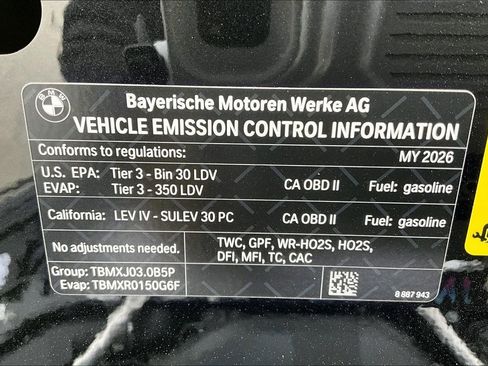 BMW
Bayerische Motoren Werke AG
VEHICLE EMISSION CONTROL INFORMATION
Conforms to regulations: MY 2026
U.S. EPA: Tier 3 - Bin 30 LDV
EVAP: Tier 3 - 350 LDV CA OBD II Fuel: gasoline
California: LEV IV - SULEV 30 PC CA OBD II Fuel: gasoline
No adjustments needed. TWC, GPF, WR-HO2S, HO2S,
DFI, MFI, TC, CAC
Group: TBMXJ03.0B5P
Evap: TBMXR0150G6F
8 887 943